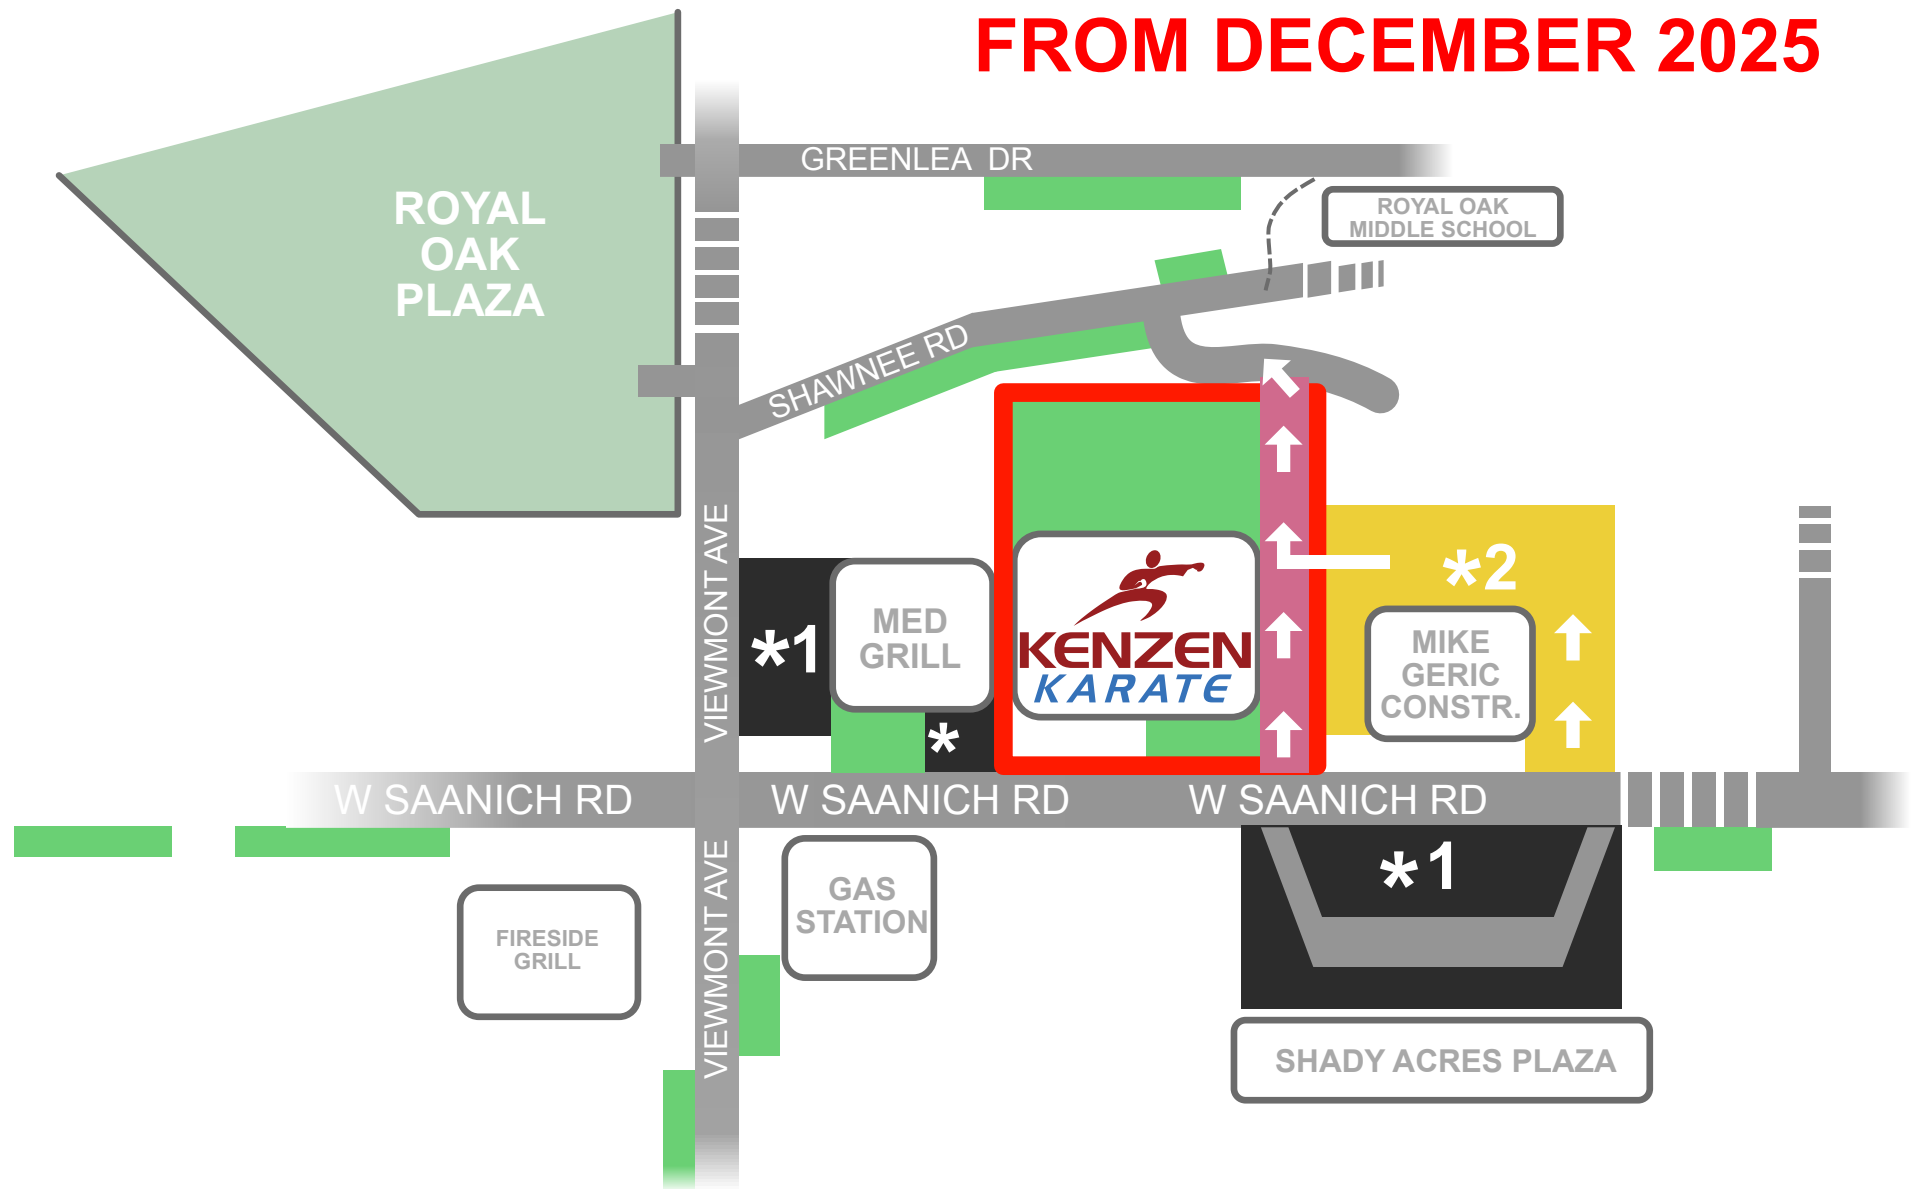 FROM DECEMBER 2025
GREENLEA DR
ROYAL
OAK
PLAZA
ROYAL OAK
MIDDLE SCHOOL
SHAWNEE RD
VIEWMONT AVE
*1
MED
GRILL
*
KENZEN
KARATE
*2
MIKE
GERIC
CONSTR.
W SAANICH RD
W SAANICH RD
W SAANICH RD
VIEWMONT AVE
GAS
STATION
*1
FIRESIDE
GRILL
SHADY ACRES PLAZA